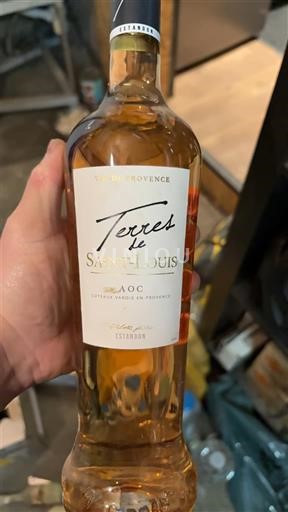 ESTANDON
VIN DE PROVENCE
Terres
de
SAINT-LOUIS
AOC
COTEAUX VAROIS EN PROVENCE
ESTANDON